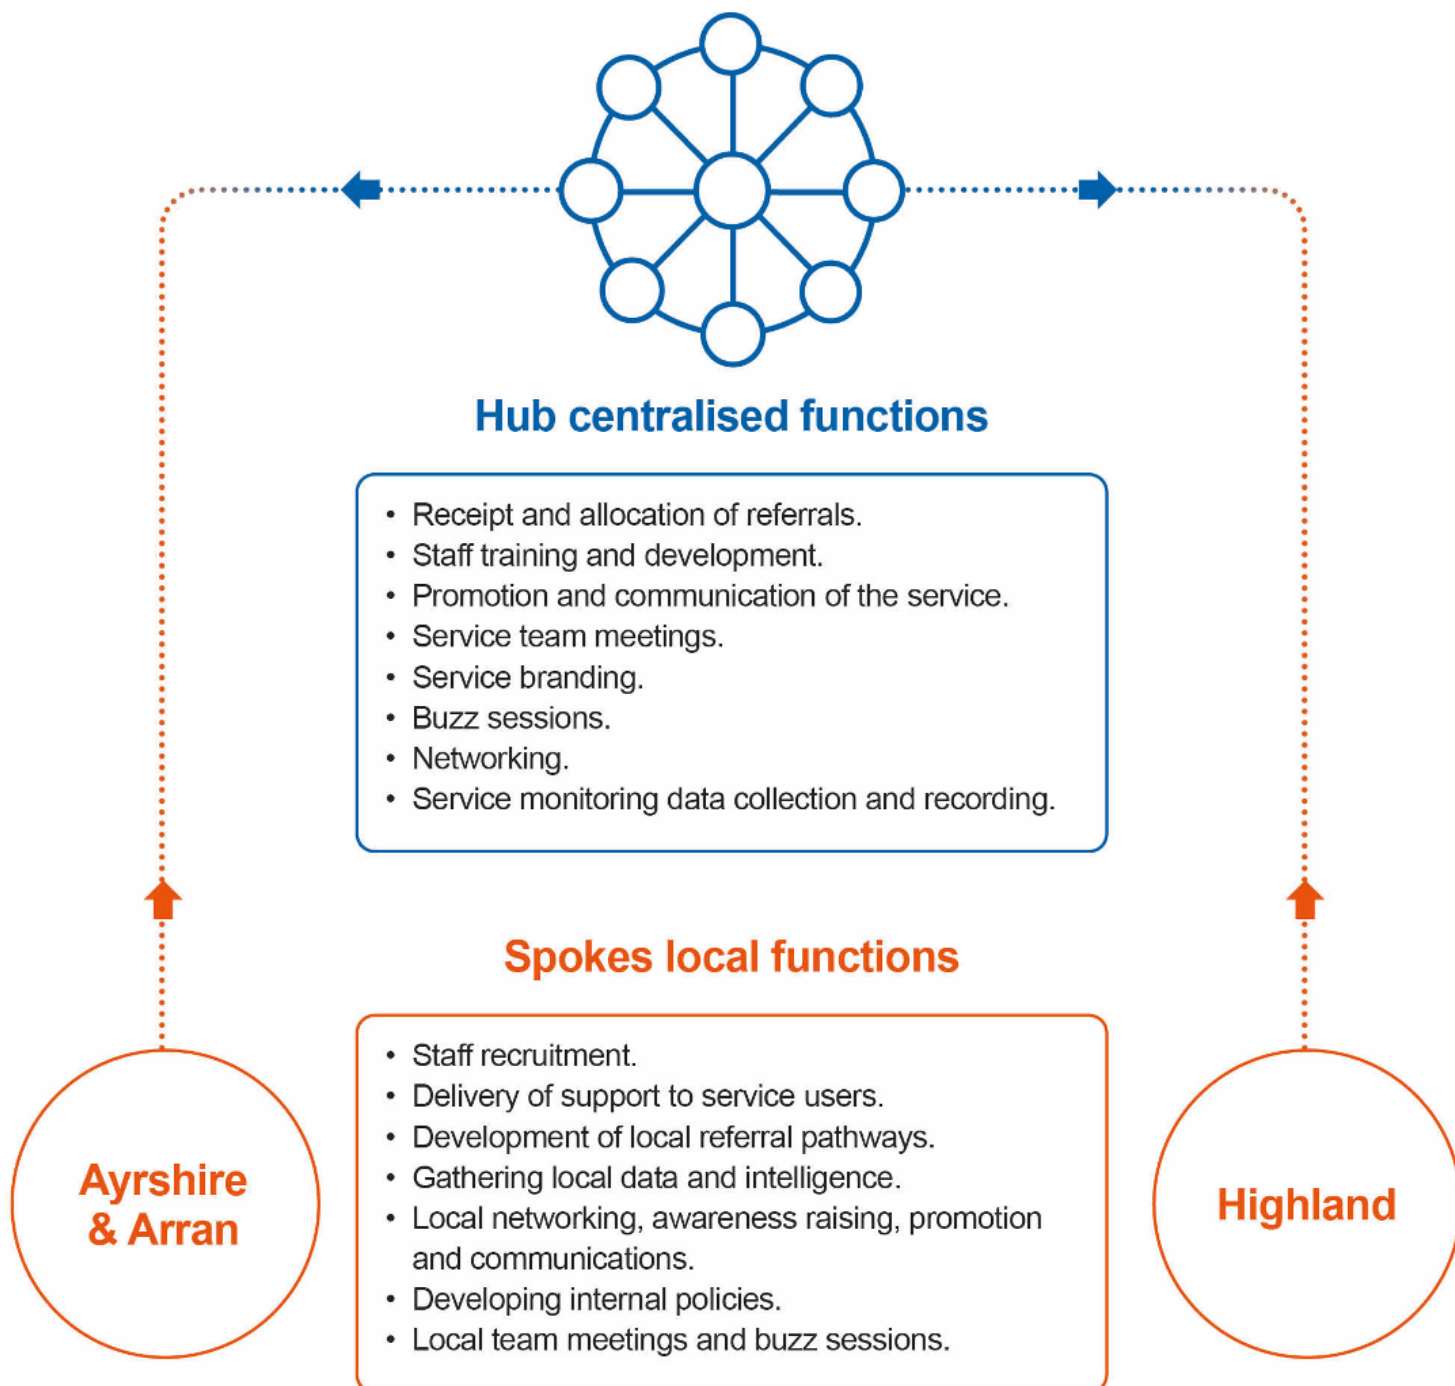 Hub centralised functions
• Receipt and allocation of referrals.
• Staff training and development.
• Promotion and communication of the service.
• Service team meetings.
• Service branding.
• Buzz sessions.
• Networking.
• Service monitoring data collection and recording.
Spokes local functions
• Staff recruitment.
• Delivery of support to service users.
• Development of local referral pathways.
• Gathering local data and intelligence.
• Local networking, awareness raising, promotion
and communications.
• Developing internal policies.
• Local team meetings and buzz sessions.
Ayrshire
& Arran
Highland